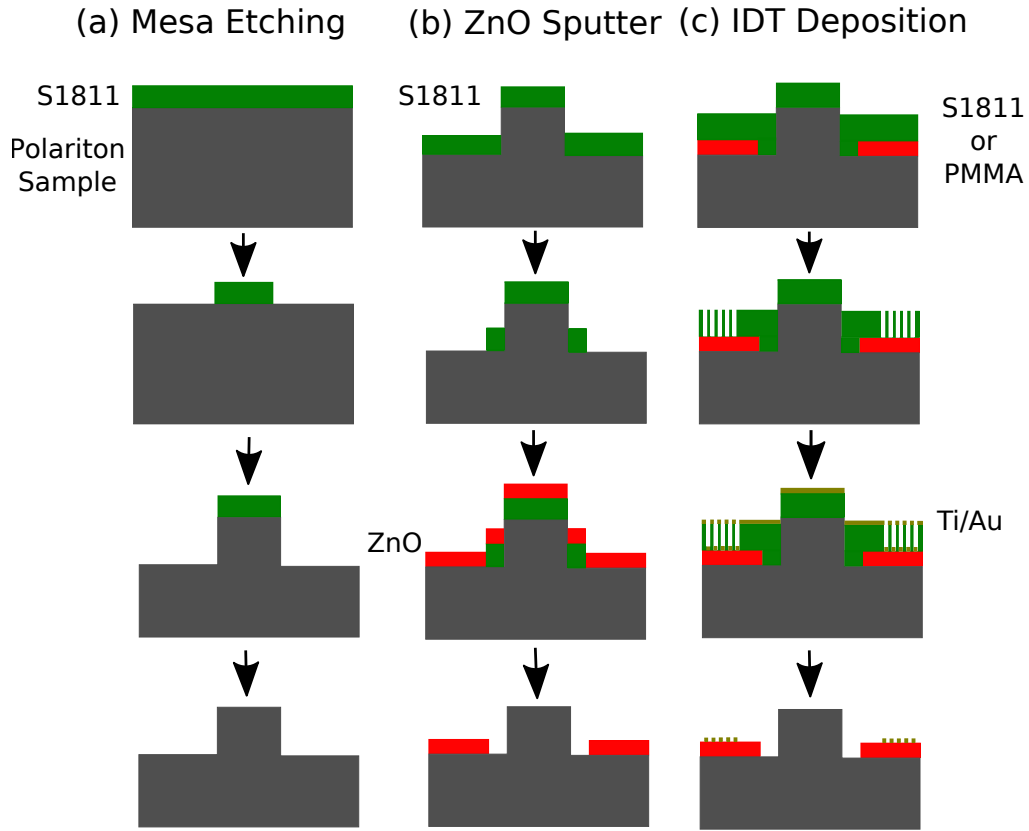 (a) Mesa Etching
(b) ZnO Sputter
(c) IDT Deposition
S1811
Polariton
Sample
S1811
ZnO
S1811
or
PMMA
Ti/Au